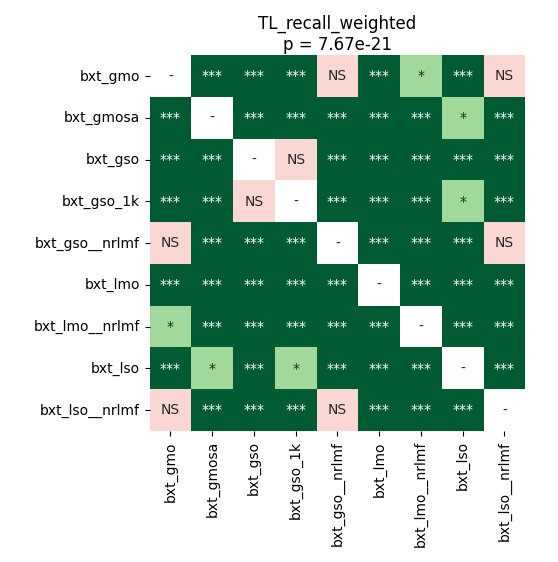 TL_recall_weighted
p = 7.67e-21
bxt_gmo - *** *** *** NS *** * *** NS
bxt_gmosa *** - *** *** *** *** *** * ***
bxt_gso *** *** - NS *** *** *** *** ***
bxt_gso_1k *** *** NS - *** *** *** * ***
bxt_gso__nrlmf NS *** *** *** - *** *** *** NS
bxt_lmo *** *** *** *** *** - *** *** ***
bxt_lmo__nrlmf * *** *** *** *** *** - *** ***
bxt_lso *** * *** * *** *** *** - ***
bxt_lso__nrlmf NS *** *** *** NS *** *** *** -
bxt_gmo
bxt_gmosa
bxt_gso
bxt_gso_1k
bxt_gso__nrlmf
bxt_lmo
bxt_lmo__nrlmf
bxt_lso
bxt_lso__nrlmf